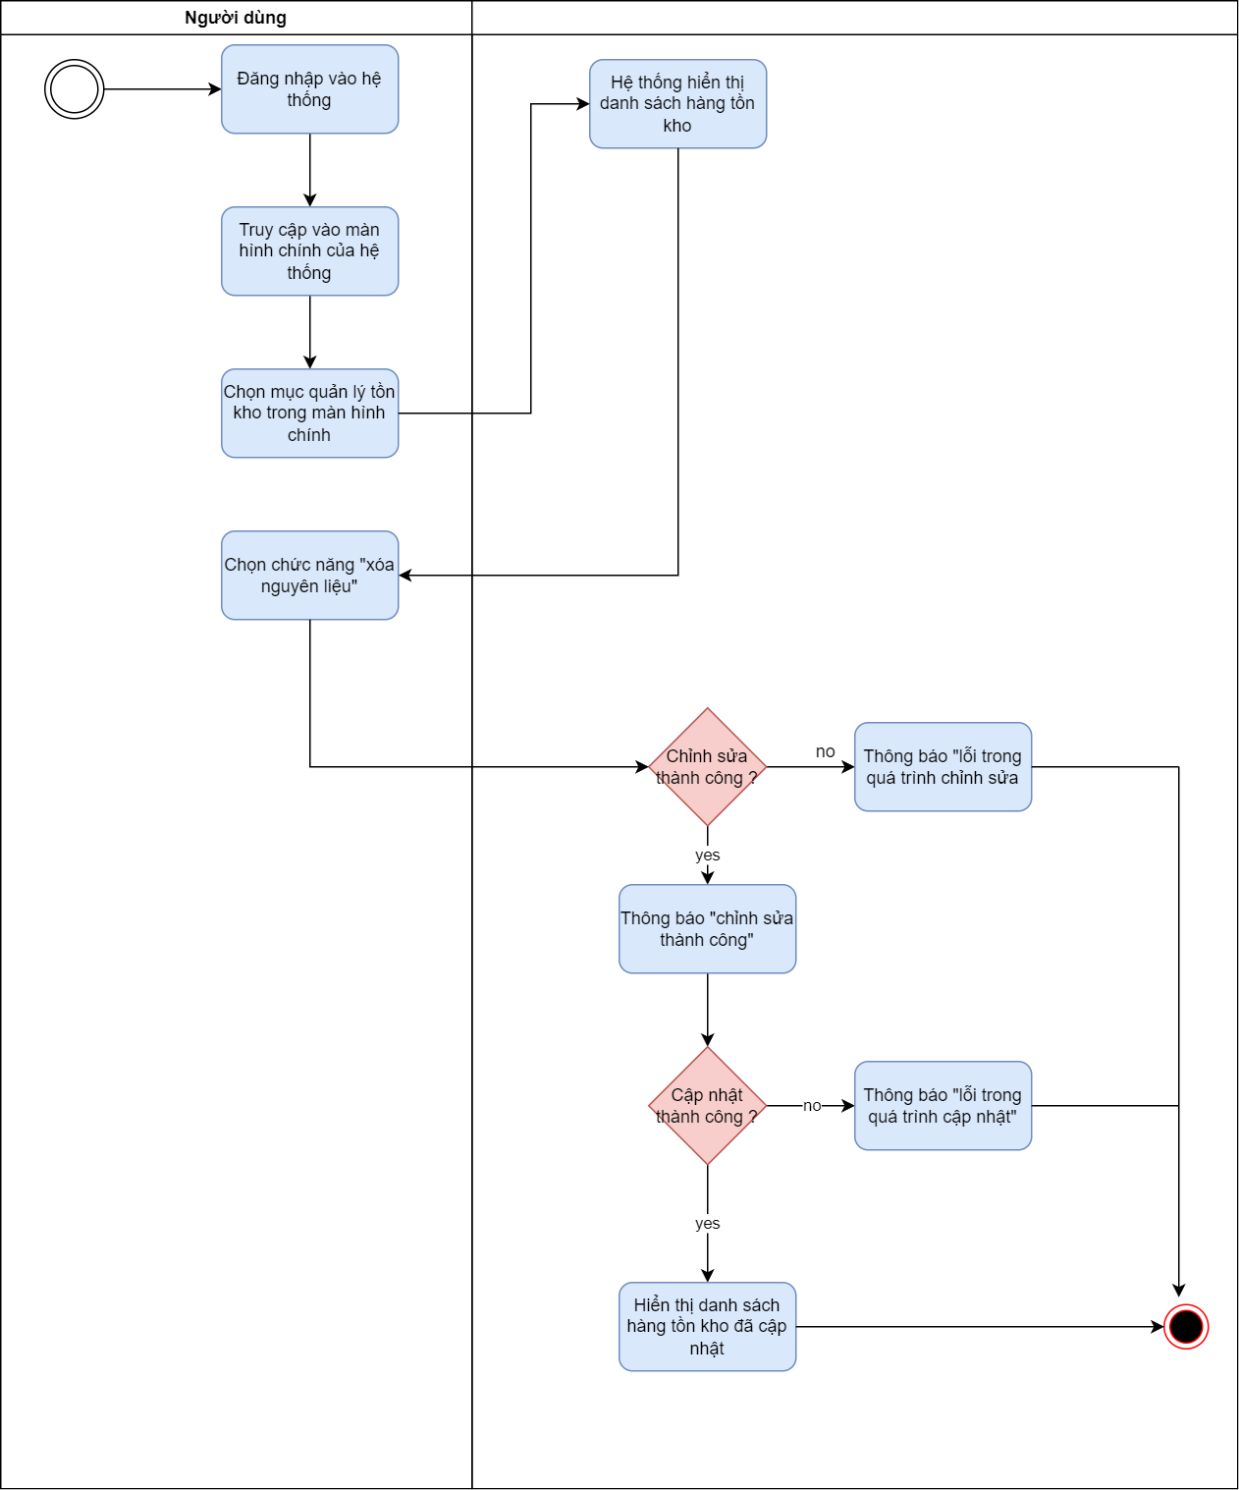 Người dùng
Đăng nhập vào hệ
thống
Hệ thống hiển thị
danh sách hàng tồn
kho
Truy cập vào màn
hình chính của hệ
thống
Chọn mục quản lý tồn
kho trong màn hình
chính
Chọn chức năng "xóa
nguyên liệu"
Chỉnh sửa
thành công ?
no
Thông báo "lỗi trong
quá trình chỉnh sửa
yes
Thông báo "chỉnh sửa
thành công"
Cập nhật
thành công ?
no
Thông báo "lỗi trong
quá trình cập nhật"
yes
Hiển thị danh sách
hàng tồn kho đã cập
nhật